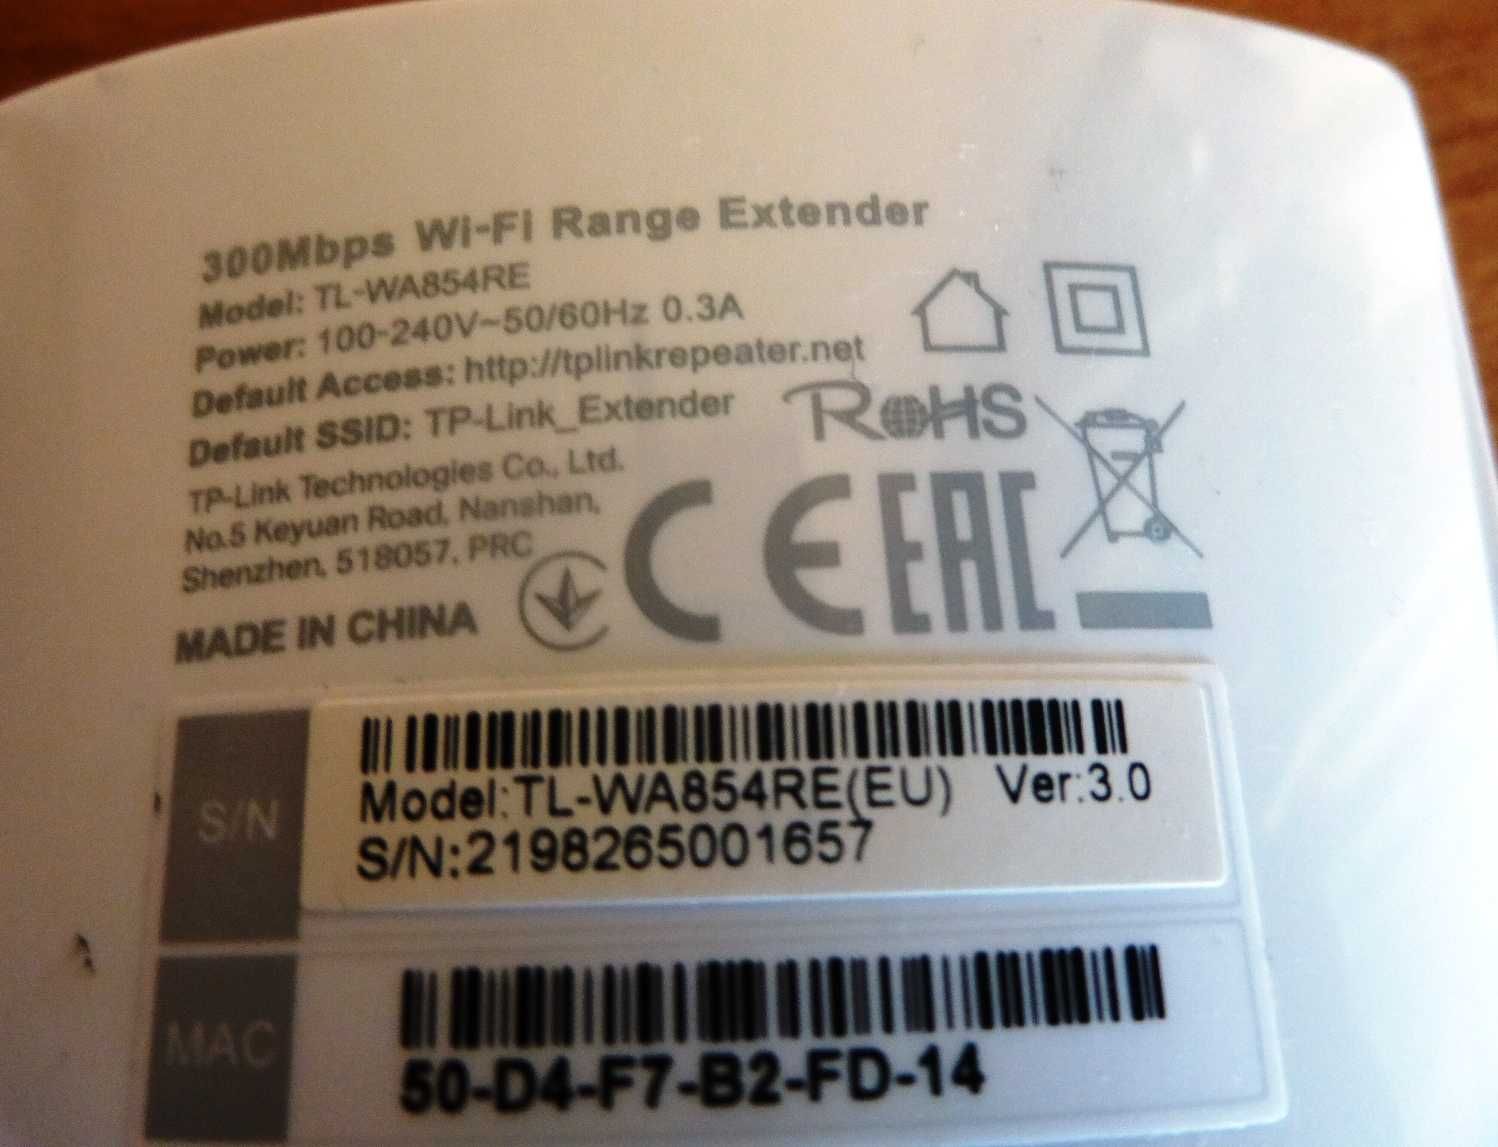 300Mbps Wi-Fi Range Extender
Model: TL-WA854RE
Power: 100-240V~50/60Hz 0.3A
Default Access: http://tplinkrepeater.net
Default SSID: TP-Link_Extender
TP-Link Technologies Co., Ltd.
No.5 Keyuan Road, Nanshan,
Shenzhen, 518057, PRC
MADE IN CHINA
RoHS
CE EAC
S/N
Model:TL-WA854RE(EU) Ver:3.0
S/N:2198265001657
MAC
50-D4-F7-B2-FD-14